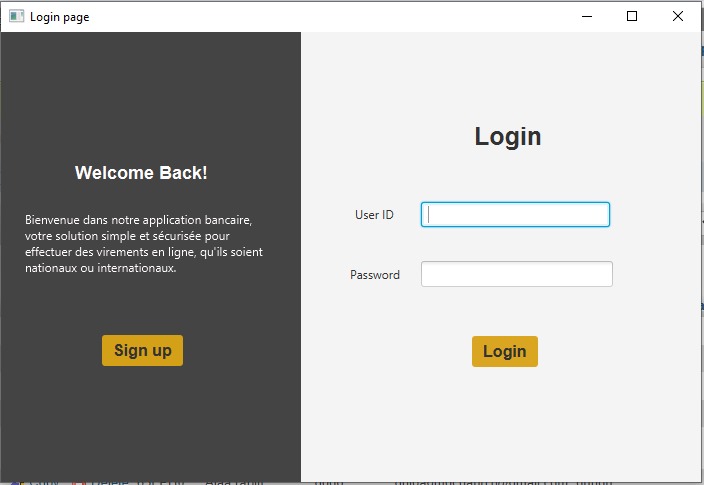 Login page
Welcome Back!
Bienvenue dans notre application bancaire,
votre solution simple et sécurisée pour
effectuer des virements en ligne, qu'ils soient
nationaux ou internationaux.
Sign up
Login
User ID
Password
Login